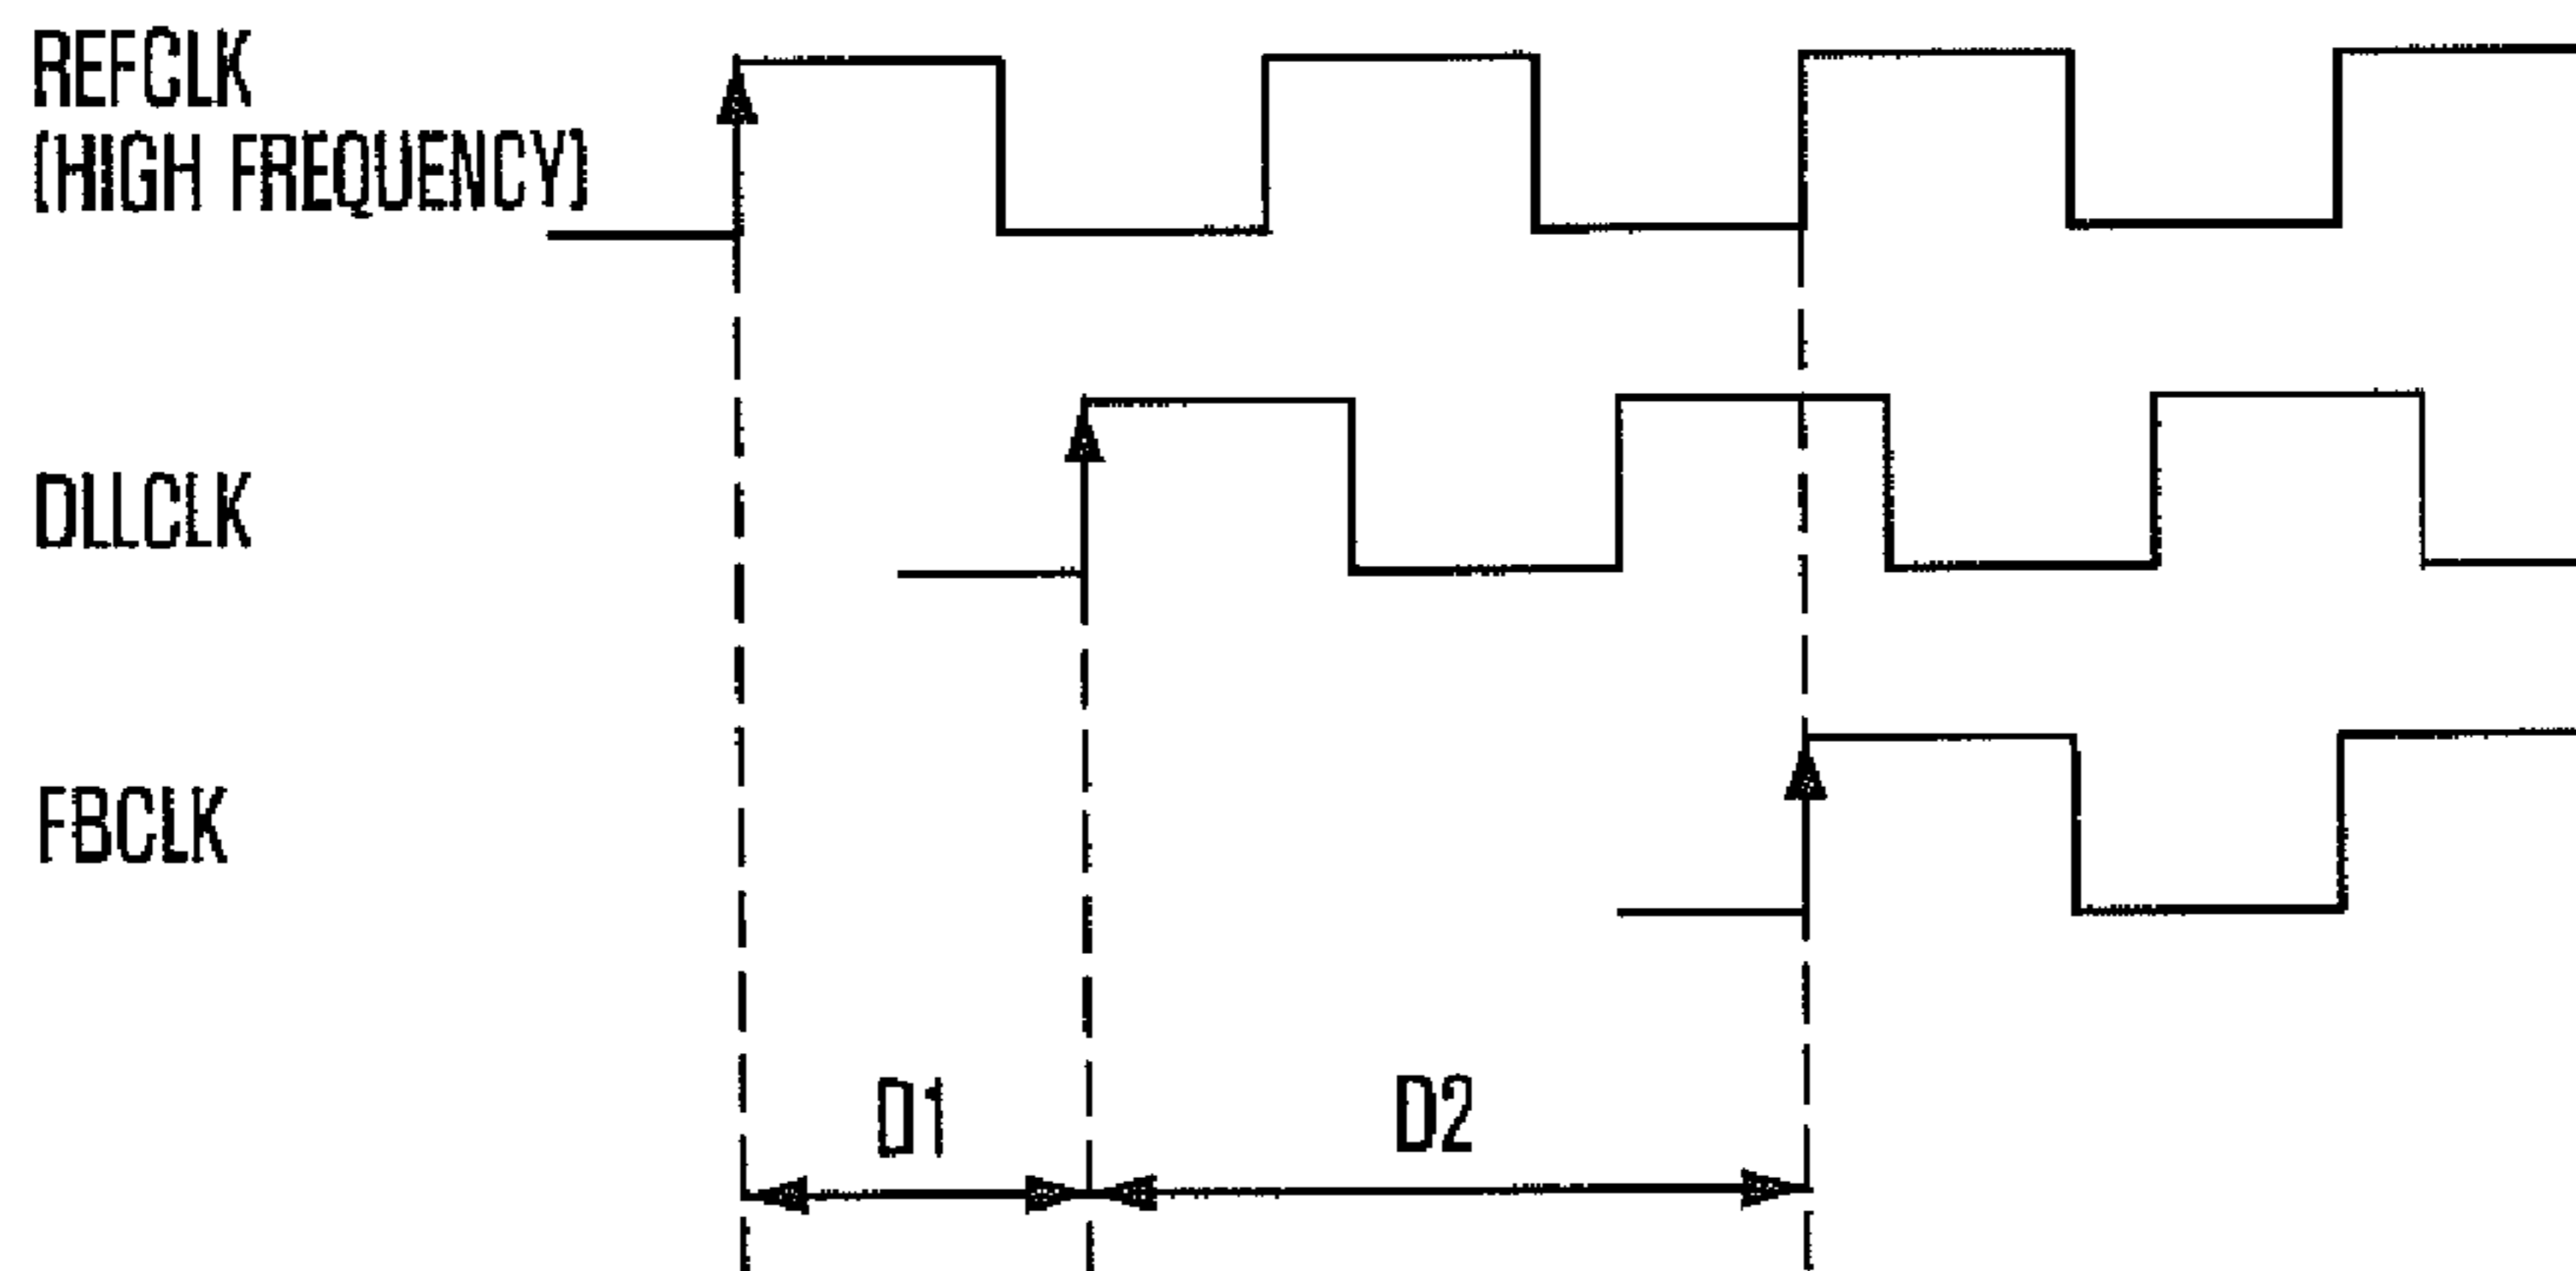 REFCLK
(HIGH FREQUENCY)
DLLCLK
FBCLK
D1
D2